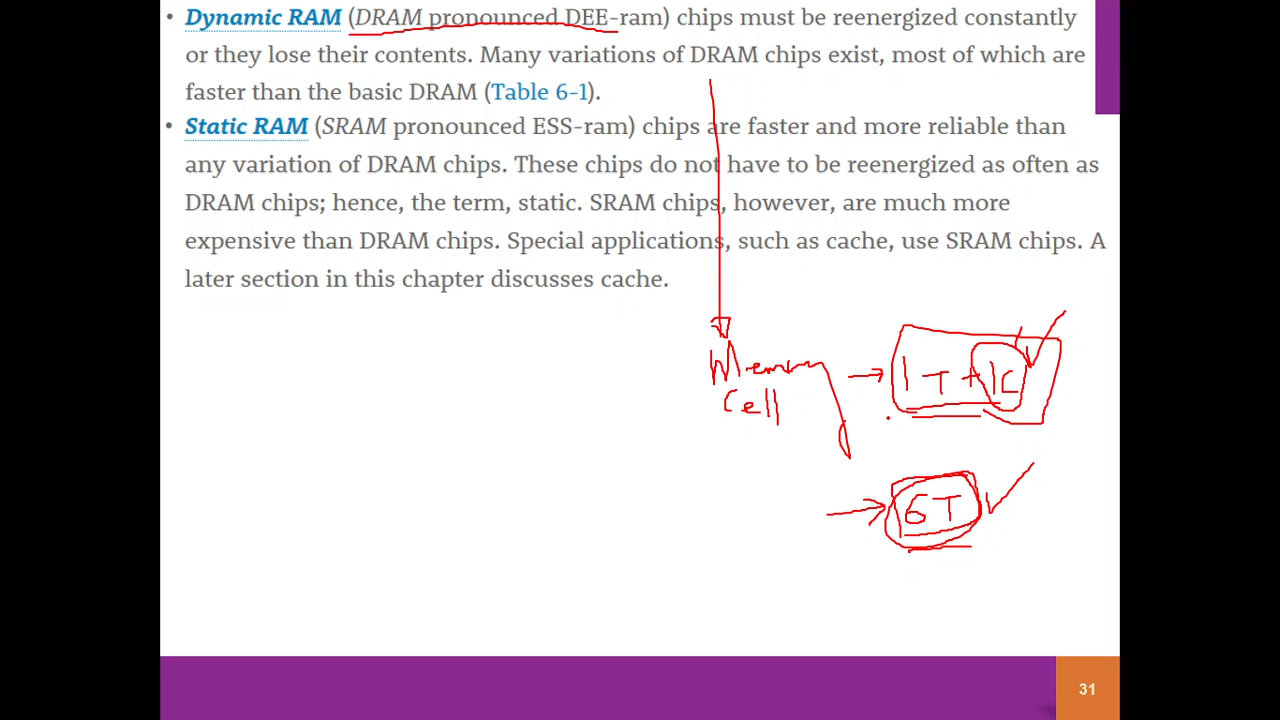 • Dynamic RAM (DRAM pronounced DEE-ram) chips must be reenergized constantly
or they lose their contents. Many variations of DRAM chips exist, most of which are
faster than the basic DRAM (Table 6-1).
• Static RAM (SRAM pronounced ESS-ram) chips are faster and more reliable than
any variation of DRAM chips. These chips do not have to be reenergized as often as
DRAM chips; hence, the term, static. SRAM chips, however, are much more
expensive than DRAM chips. Special applications, such as cache, use SRAM chips. A
later section in this chapter discusses cache.
Memory
Cell
1T+1C
6T
31